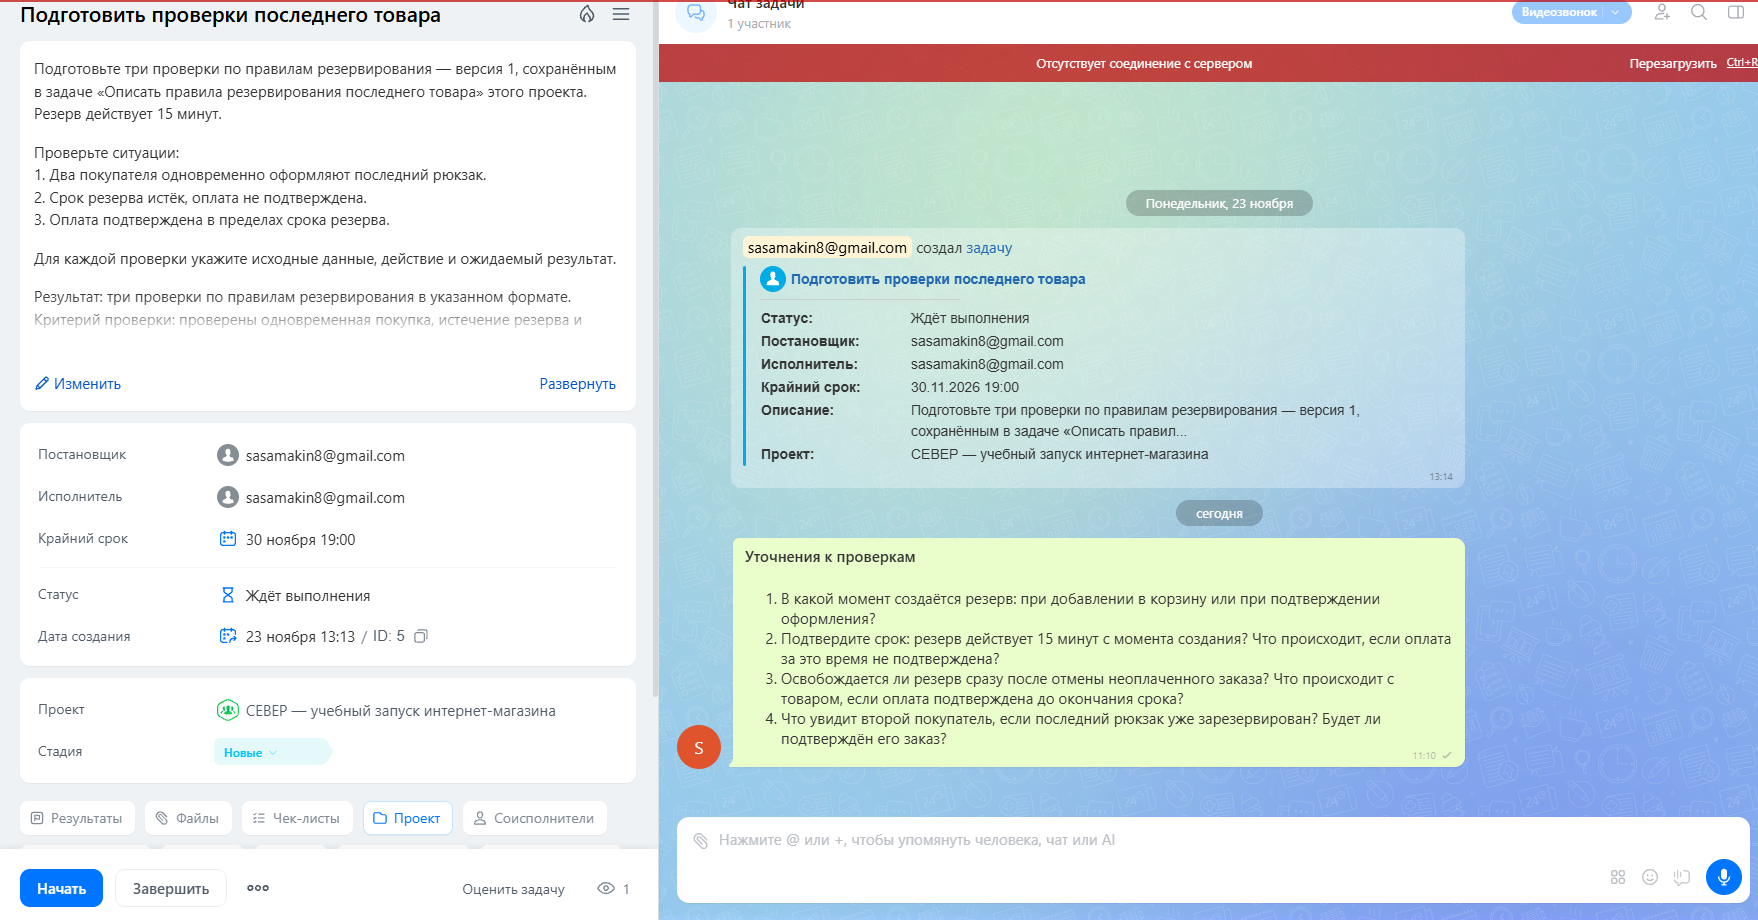 Подготовить проверки последнего товара
Подготовьте три проверки по правилам резервирования — версия 1, сохранённым
в задаче «Описать правила резервирования последнего товара» этого проекта.
Резерв действует 15 минут.
Проверьте ситуации:
1. Два покупателя одновременно оформляют последний рюкзак.
2. Срок резерва истёк, оплата не подтверждена.
3. Оплата подтверждена в пределах срока резерва.
Для каждой проверки укажите исходные данные, действие и ожидаемый результат.
Результат: три проверки по правилам резервирования в указанном формате.
Критерий проверки: проверены одновременная покупка, истечение резерва и
Изменить
Развернуть
Постановщик
sasamakin8@gmail.com
Исполнитель
sasamakin8@gmail.com
Крайний срок
30 ноября 19:00
Статус
Ждёт выполнения
Дата создания
23 ноября 13:13 / ID: 5
Проект
СЕВЕР — учебный запуск интернет-магазина
Стадия
Новые
Результаты
Файлы
Чек-листы
Проект
Соисполнители
Начать
Завершить
Оценить задачу
1
Чат задачи
1 участник
Видеозвонок
Отсутствует соединение с сервером
Перезагрузить
Ctrl+R
Понедельник, 23 ноября
sasamakin8@gmail.com создал задачу
Подготовить проверки последнего товара
Статус: Ждёт выполнения
Постановщик: sasamakin8@gmail.com
Исполнитель: sasamakin8@gmail.com
Крайний срок: 30.11.2026 19:00
Описание: Подготовьте три проверки по правилам резервирования — версия 1,
сохранённым в задаче «Описать правил...
Проект: СЕВЕР — учебный запуск интернет-магазина
13:14
сегодня
Уточнения к проверкам
1. В какой момент создаётся резерв: при добавлении в корзину или при подтверждении
оформления?
2. Подтвердите срок: резерв действует 15 минут с момента создания? Что происходит, если оплата
за это время не подтверждена?
3. Освобождается ли резерв сразу после отмены неоплаченного заказа? Что происходит с
товаром, если оплата подтверждена до окончания срока?
4. Что увидит второй покупатель, если последний рюкзак уже зарезервирован? Будет ли
подтверждён его заказ?
11:10
S
Нажмите @ или +, чтобы упомянуть человека, чат или AI